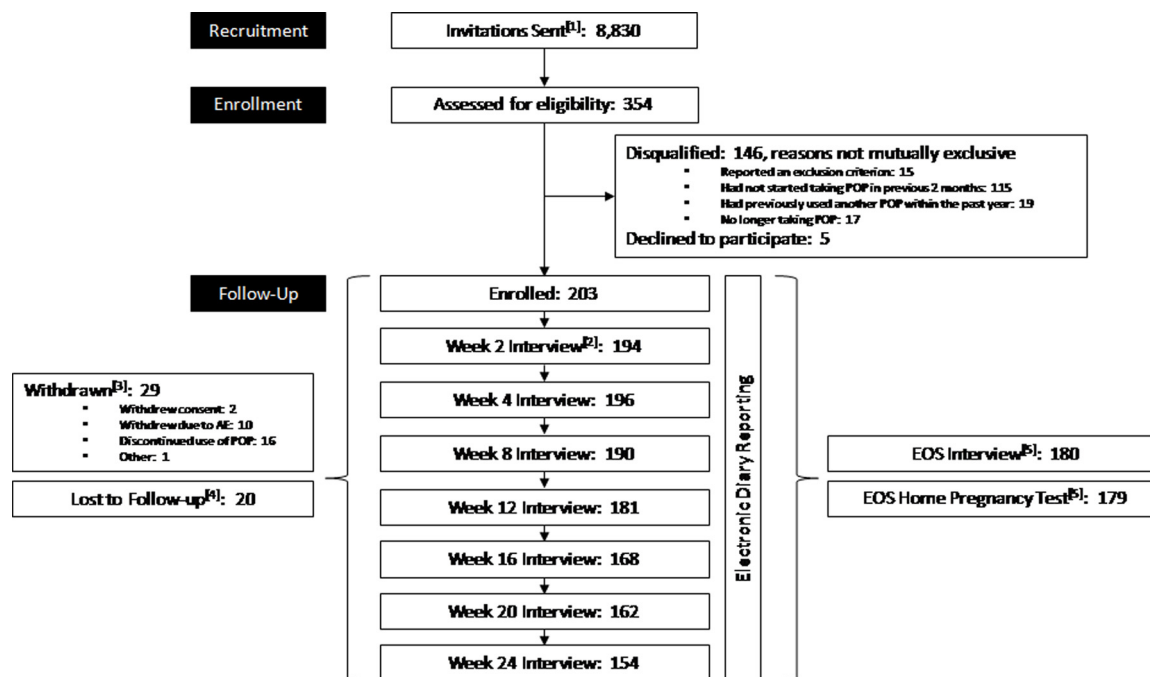 Recruitment
Invitations Sent[1]: 8,830
Enrollment
Assessed for eligibility: 354
Disqualified: 146, reasons not mutually exclusive
▪ Reported an exclusion criterion: 15
▪ Had not started taking POP in previous 2 months: 115
▪ Had previously used another POP within the past year: 19
▪ No longer taking POP: 17
Declined to participate: 5
Follow-Up
Enrolled: 203
Week 2 Interview[2]: 194
Week 4 Interview: 196
Week 8 Interview: 190
Week 12 Interview: 181
Week 16 Interview: 168
Week 20 Interview: 162
Week 24 Interview: 154
Electronic Diary Reporting
Withdrawn[3]: 29
▪ Withdrew consent: 2
▪ Withdrew due to AE: 10
▪ Discontinued use of POP: 16
▪ Other: 1
Lost to Follow-up[4]: 20
EOS Interview[5]: 180
EOS Home Pregnancy Test[5]: 179